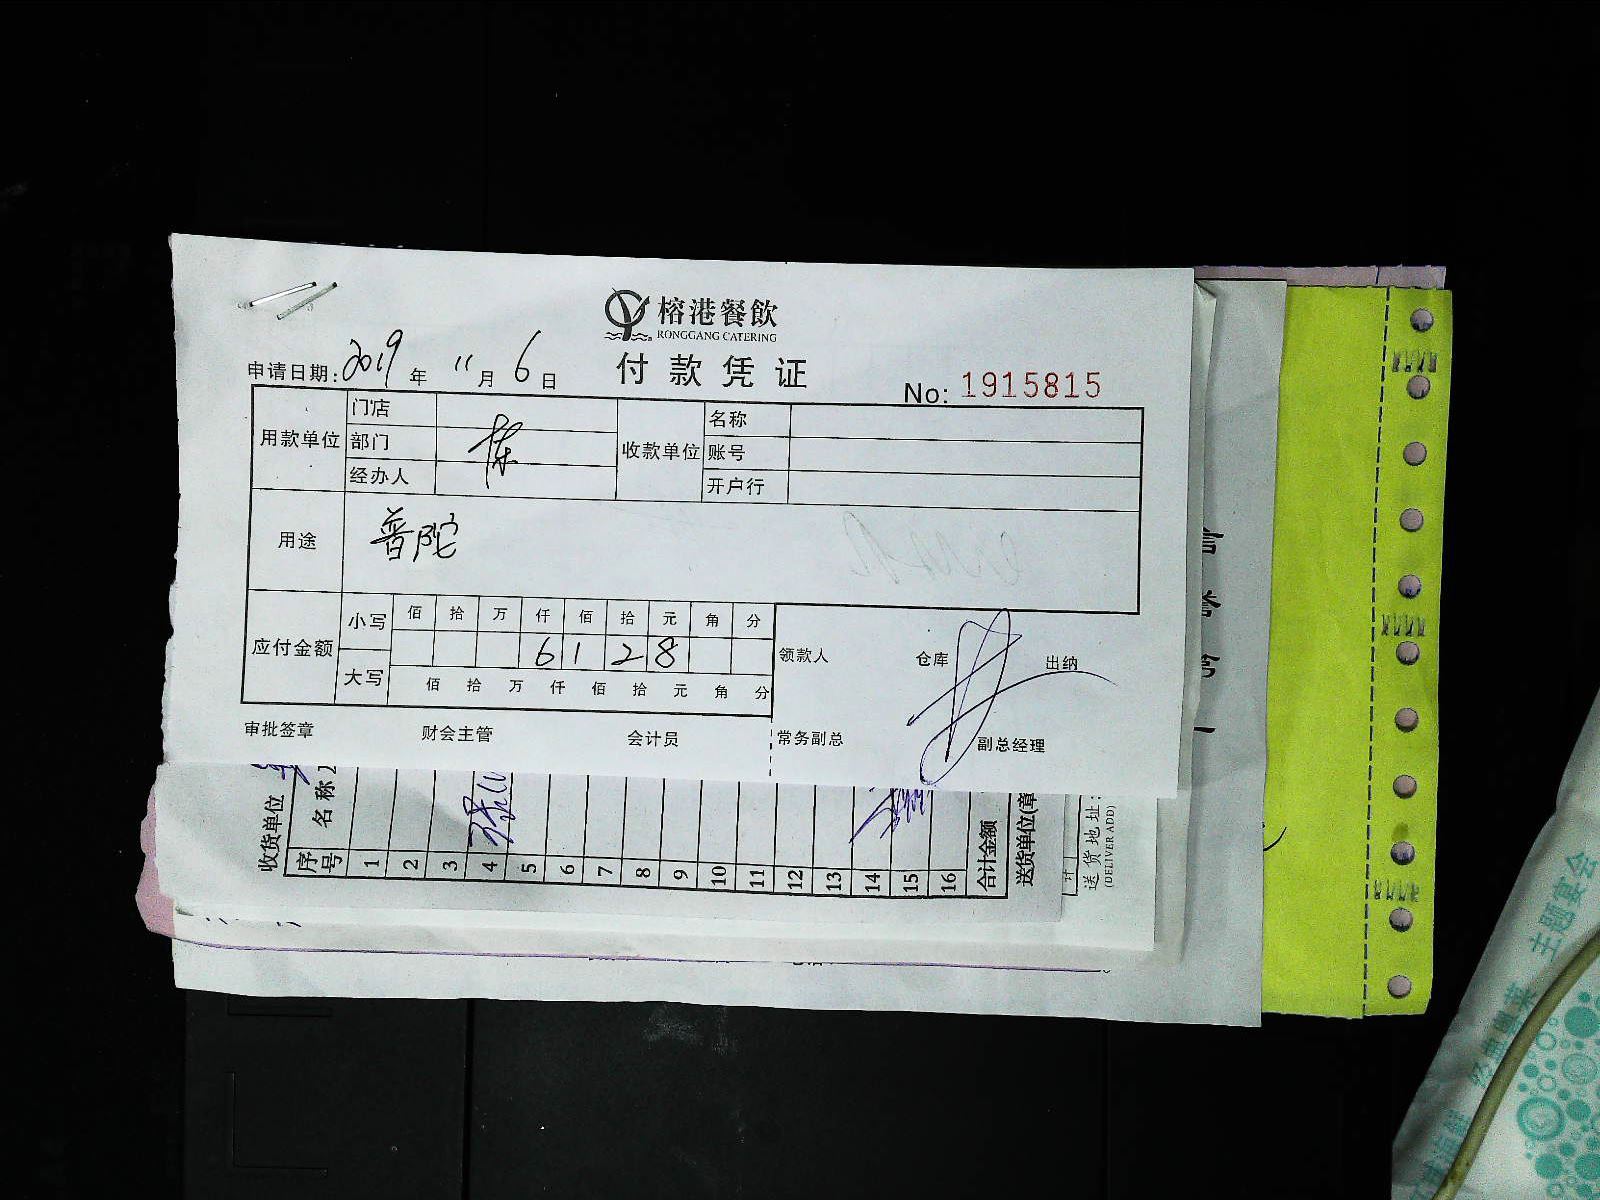 榕港餐飲
RONGGANG CATERING
付款凭证
申请日期: 2019 年 11 月 6 日
No: 1915815
用款单位 门店 收款单位 名称
部门 账号
经办人 开户行
用途 普陀
应付金额 小写 佰 拾 万 仟 佰 拾 元 角 分
6 1 2 8
大写 佰 拾 万 仟 佰 拾 元 角 分
领款人 仓库 出纳
审批签章 财会主管 会计员 常务副总 副总经理
收货单位
序号 名称
1
2
3
4
5
6
7
8
9
10
11
12
13
14
15
16
合计金额
送货单位(章
计
送货地址:
(DELIVER ADD)
主题宴会